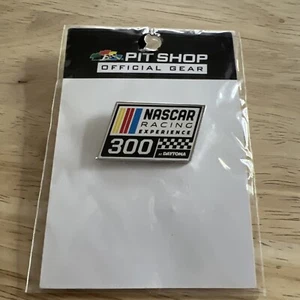 PIT SHOP
OFFICIAL GEAR
NASCAR
RACING
EXPERIENCE
300
AT DAYTONA